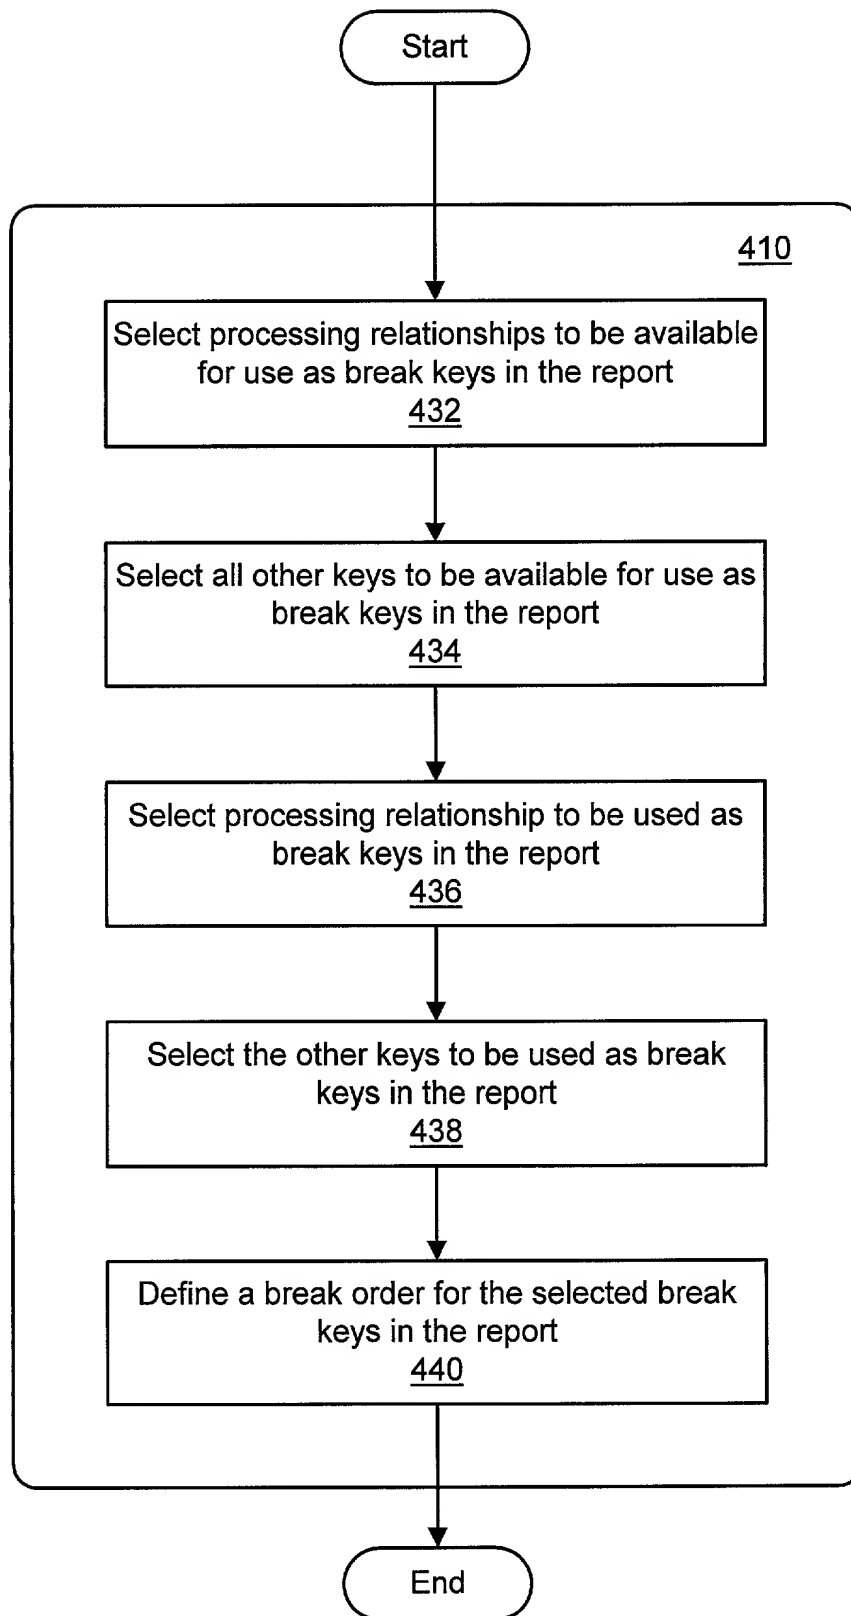 Start
410
Select processing relationships to be available
for use as break keys in the report
432
Select all other keys to be available for use as
break keys in the report
434
Select processing relationship to be used as
break keys in the report
436
Select the other keys to be used as break
keys in the report
438
Define a break order for the selected break
keys in the report
440
End